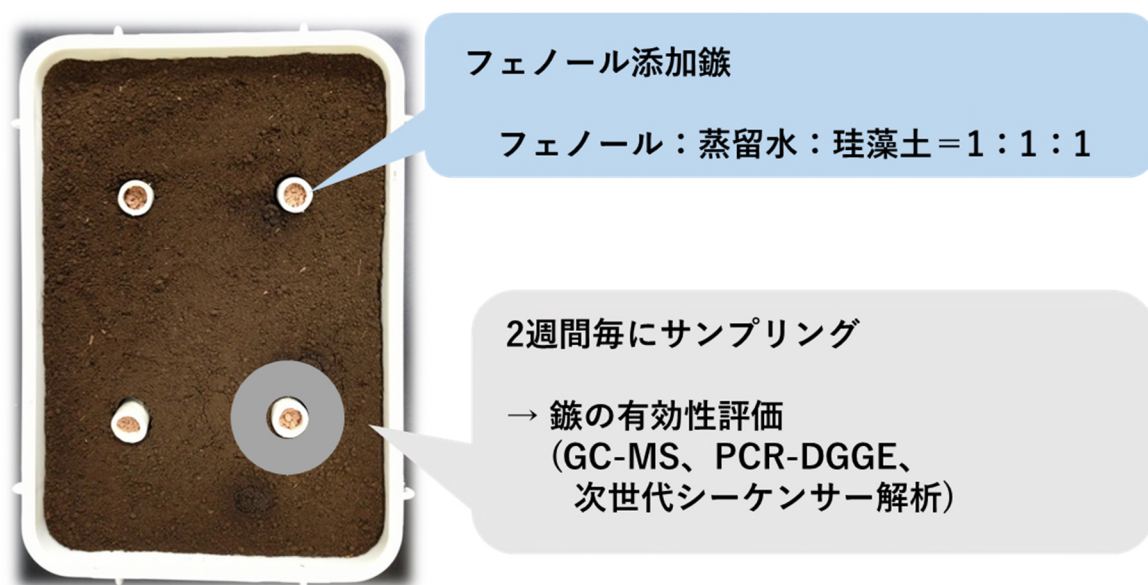 フェノール添加鏃
フェノール：蒸留水：珪藻土＝1：1：1
2週間毎にサンプリング
→ 鏃の有効性評価
(GC-MS、PCR-DGGE、
次世代シーケンサー解析)